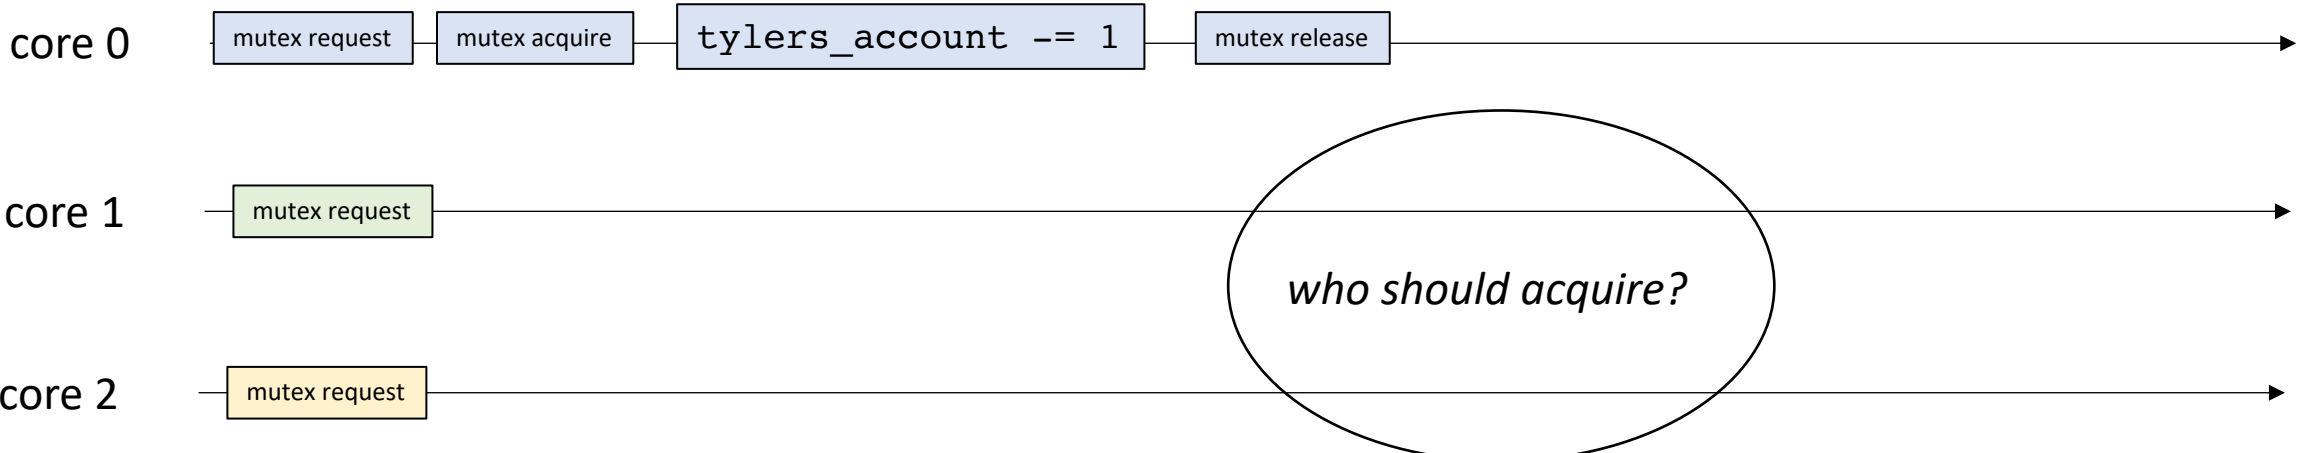 core 0 mutex request mutex acquire tylers_account -= 1 mutex release
core 1 mutex request
who should acquire?
core 2 mutex request